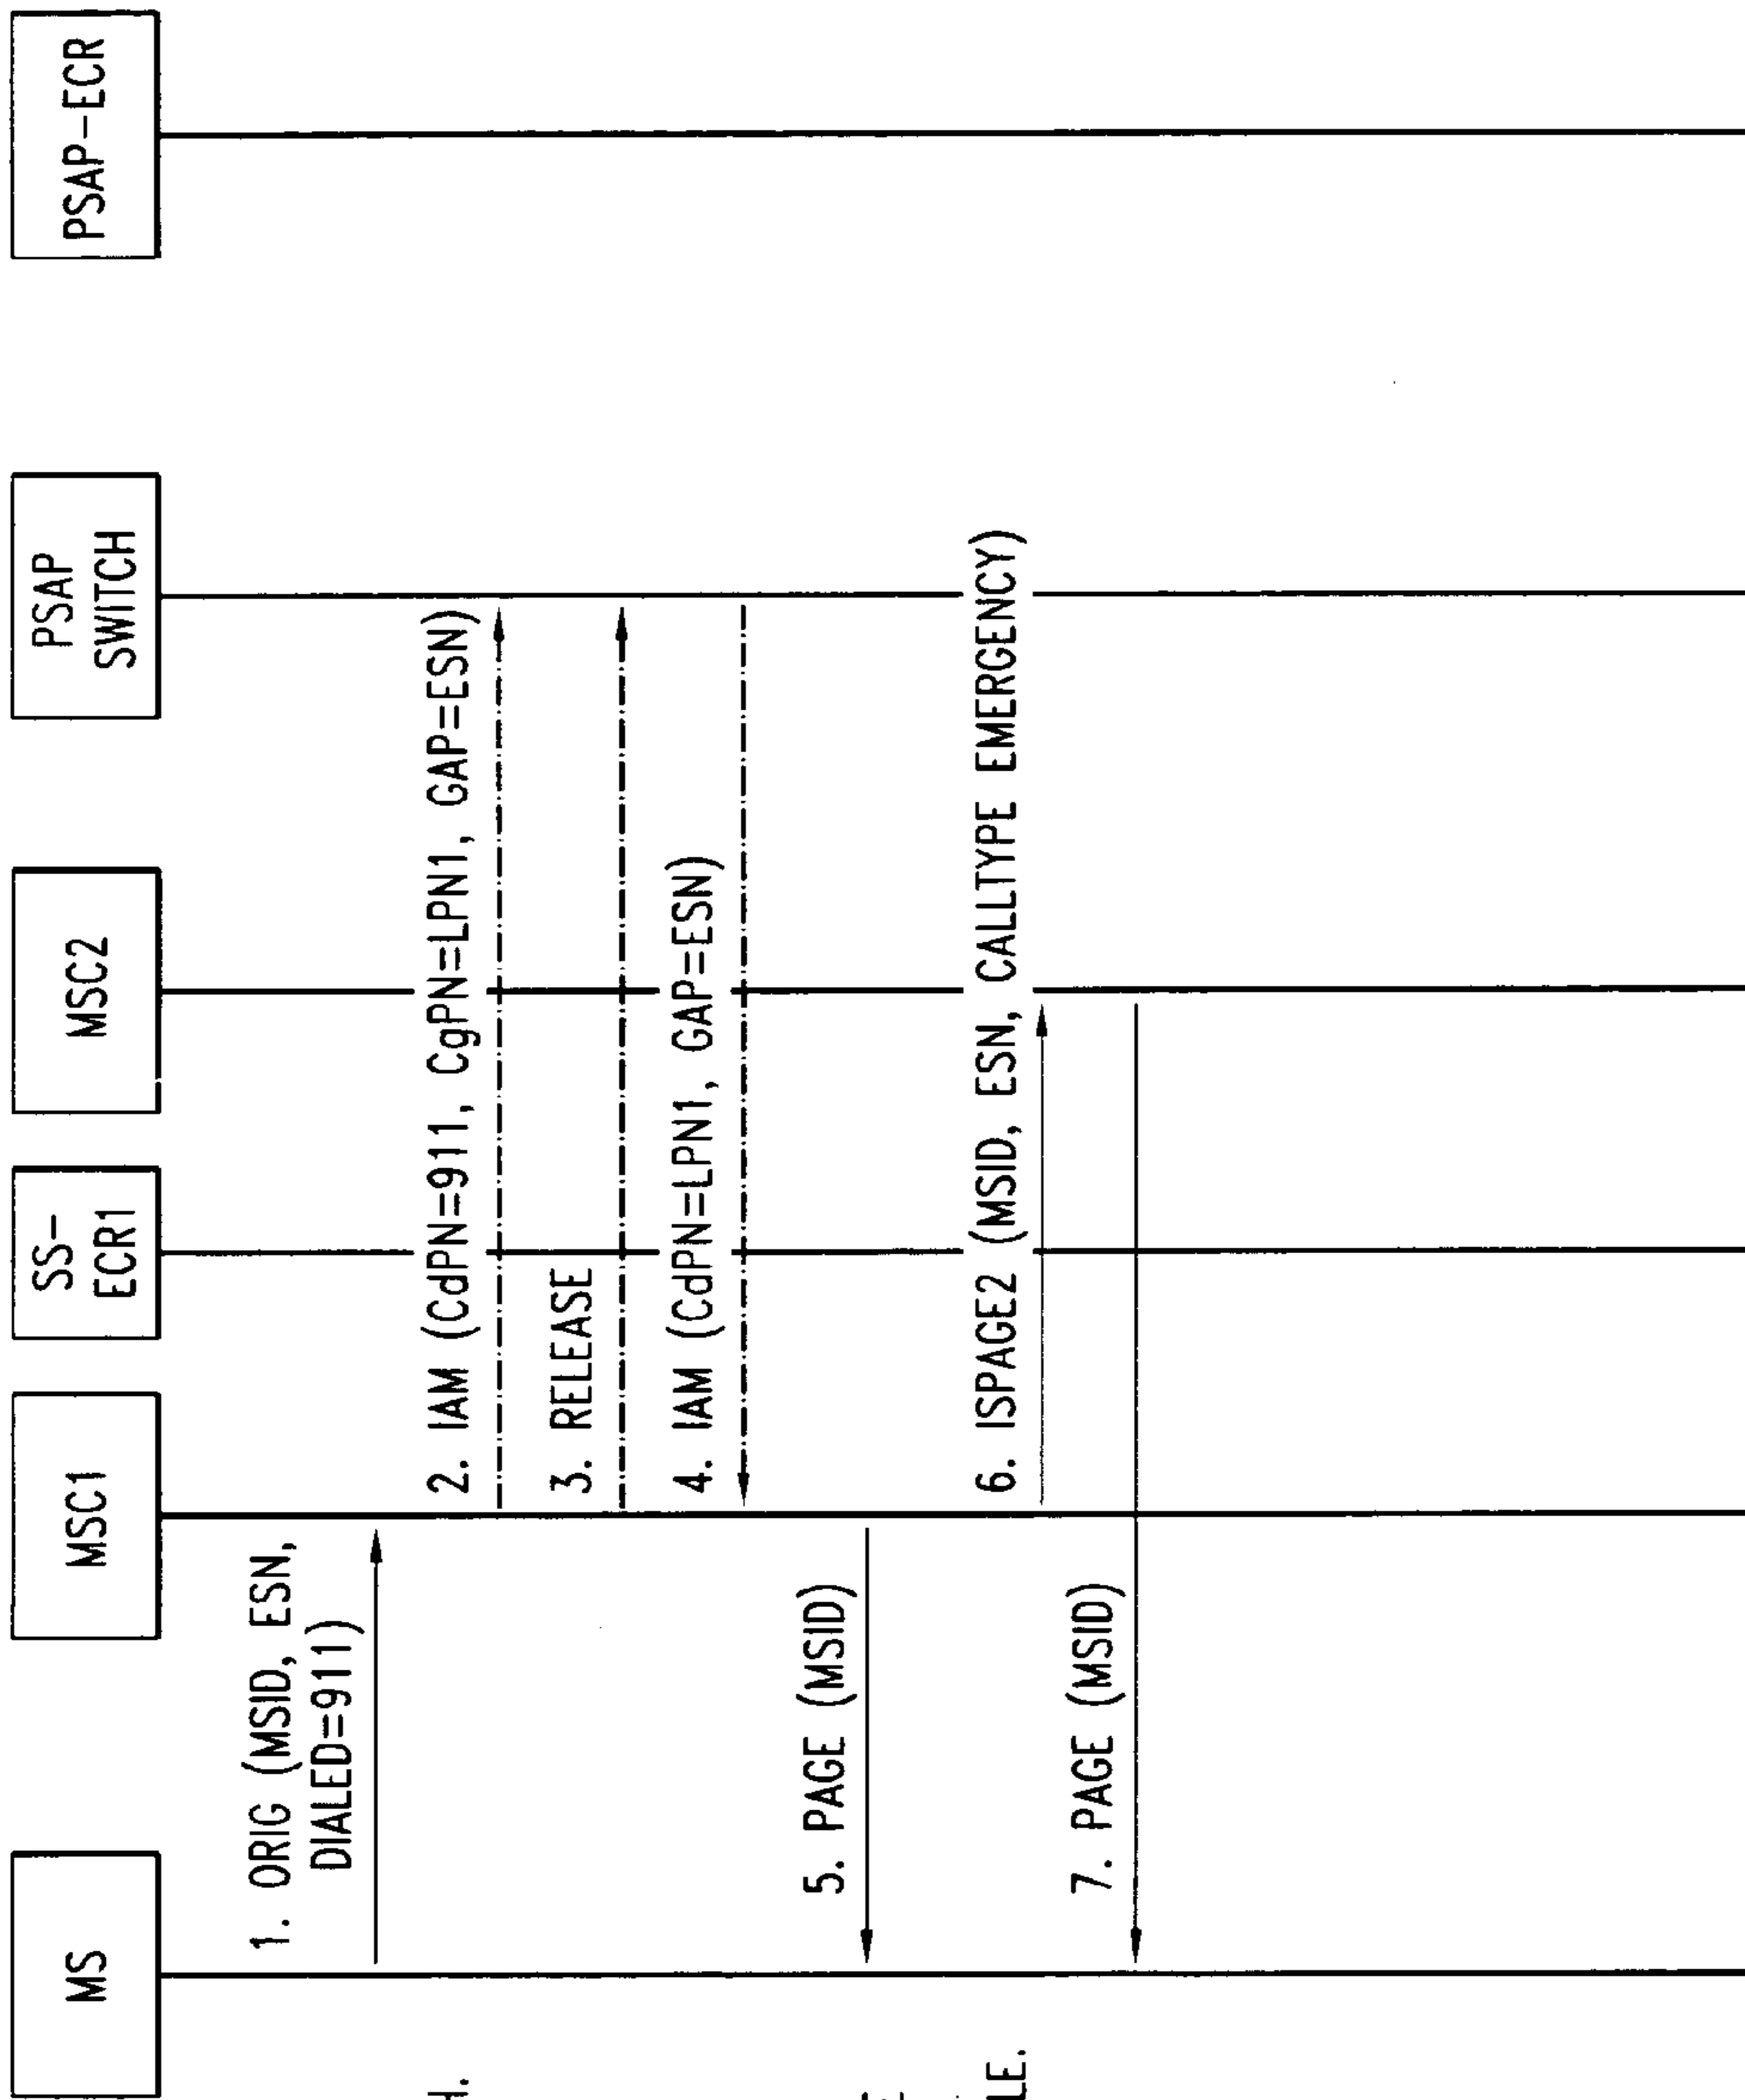 MS
MSC1
SS-
ECR1
MSC2
PSAP
SWITCH
PSAP-ECR
1. ORIG (MSID, ESN,
DIALED=911)
2. IAM (CdPN=911, CgPN=LPN1, GAP=ESN)
3. RELEASE
4. IAM (CdPN=LPN1, GAP=ESN)
5. PAGE (MSID)
6. ISPAGE2 (MSID, ESN, CALLTYPE EMERGENCY)
7. PAGE (MSID)
LE.